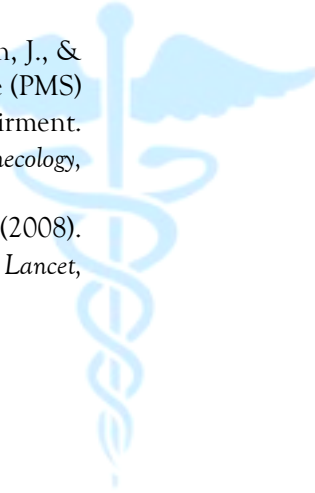 n, J., &
e (PMS)
irment.
necology,
(2008).
Lancet,